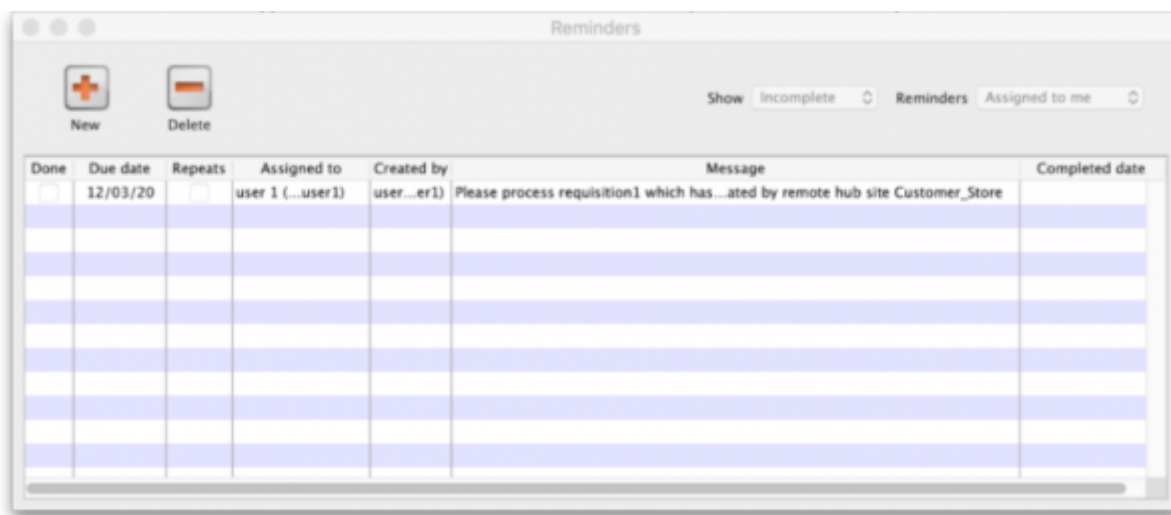 Reminders
New
Delete
Show Incomplete Reminders Assigned to me
Done Due date Repeats Assigned to Created by Message Completed date
12/03/20 user 1 (...user1) user...er1) Please process requisition1 which has...ated by remote hub site Customer_Store